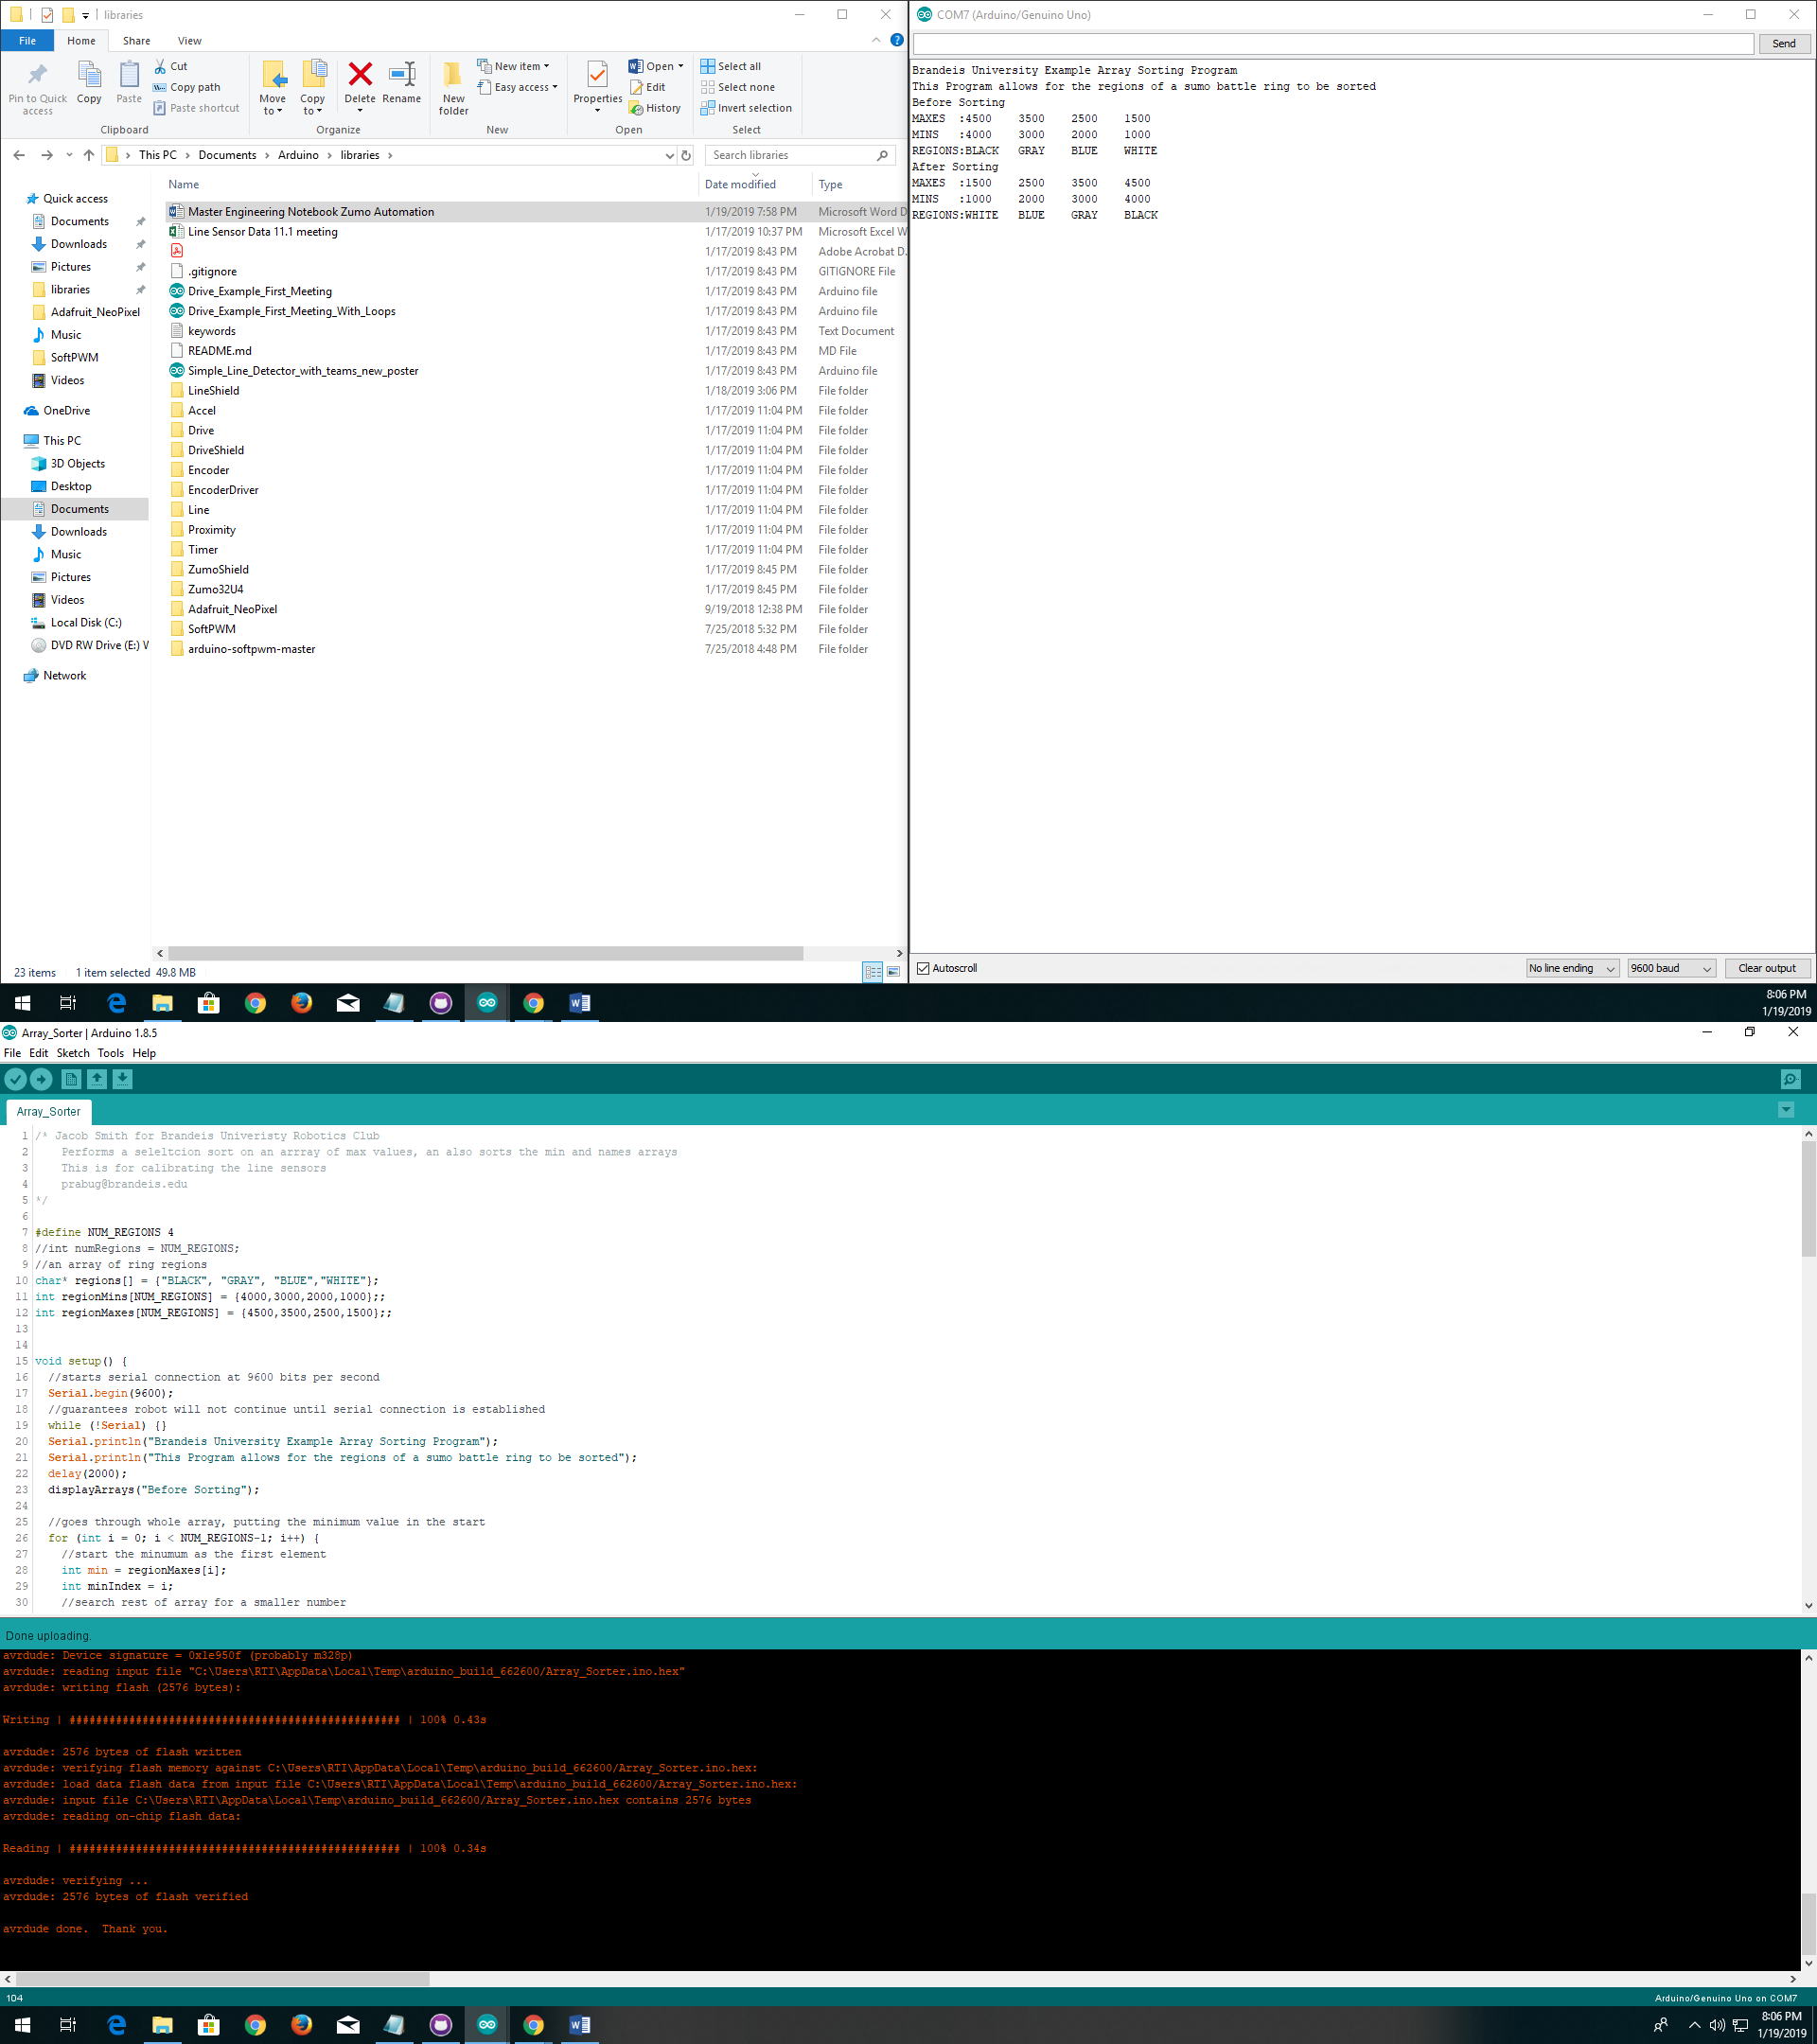 libraries
File Home Share View
Pin to Quick access
Copy
Paste
Cut
Copy path
Paste shortcut
Clipboard
Move to
Copy to
Delete
Rename
Organize
New folder
New item
Easy access
New
Properties
Open
Edit
History
Open
Select all
Select none
Invert selection
Select
This PC > Documents > Arduino > libraries >
Search libraries
Quick access
Documents
Downloads
Pictures
libraries
Adafruit_NeoPixel
Music
SoftPWM
Videos
OneDrive
This PC
3D Objects
Desktop
Documents
Downloads
Music
Pictures
Videos
Local Disk (C:)
DVD RW Drive (E:) V
Network
Name Date modified Type
Master Engineering Notebook Zumo Automation 1/19/2019 7:58 PM Microsoft Word D
Line Sensor Data 11.1 meeting 1/17/2019 10:37 PM Microsoft Excel W
1/17/2019 8:43 PM Adobe Acrobat D.
.gitignore 1/17/2019 8:43 PM GITIGNORE File
Drive_Example_First_Meeting 1/17/2019 8:43 PM Arduino file
Drive_Example_First_Meeting_With_Loops 1/17/2019 8:43 PM Arduino file
keywords 1/17/2019 8:43 PM Text Document
README.md 1/17/2019 8:43 PM MD File
Simple_Line_Detector_with_teams_new_poster 1/17/2019 8:43 PM Arduino file
LineShield 1/18/2019 3:06 PM File folder
Accel 1/17/2019 11:04 PM File folder
Drive 1/17/2019 11:04 PM File folder
DriveShield 1/17/2019 11:04 PM File folder
Encoder 1/17/2019 11:04 PM File folder
EncoderDriver 1/17/2019 11:04 PM File folder
Line 1/17/2019 11:04 PM File folder
Proximity 1/17/2019 11:04 PM File folder
Timer 1/17/2019 11:04 PM File folder
ZumoShield 1/17/2019 8:45 PM File folder
Zumo32U4 1/17/2019 8:45 PM File folder
Adafruit_NeoPixel 9/19/2018 12:38 PM File folder
SoftPWM 7/25/2018 5:32 PM File folder
arduino-softpwm-master 7/25/2018 4:48 PM File folder
23 items 1 item selected 49.8 MB
COM7 (Arduino/Genuino Uno)
Send
Brandeis University Example Array Sorting Program
This Program allows for the regions of a sumo battle ring to be sorted
Before Sorting
MAXES :4500 3500 2500 1500
MINS :4000 3000 2000 1000
REGIONS:BLACK GRAY BLUE WHITE
After Sorting
MAXES :1500 2500 3500 4500
MINS :1000 2000 3000 4000
REGIONS:WHITE BLUE GRAY BLACK
Autoscroll No line ending 9600 baud Clear output
8:06 PM
1/19/2019
Array_Sorter | Arduino 1.8.5
File Edit Sketch Tools Help
Array_Sorter
1 /* Jacob Smith for Brandeis Univeristy Robotics Club
2 Performs a seleltcion sort on an arrray of max values, an also sorts the min and names arrays
3 This is for calibrating the line sensors
4 prabug@brandeis.edu
5 */
6
7 #define NUM_REGIONS 4
8 //int numRegions = NUM_REGIONS;
9 //an array of ring regions
10 char* regions[] = {"BLACK", "GRAY", "BLUE","WHITE"};
11 int regionMins[NUM_REGIONS] = {4000,3000,2000,1000};;
12 int regionMaxes[NUM_REGIONS] = {4500,3500,2500,1500};;
13
14
15 void setup() {
16 //starts serial connection at 9600 bits per second
17 Serial.begin(9600);
18 //guarantees robot will not continue until serial connection is established
19 while (!Serial) {}
20 Serial.println("Brandeis University Example Array Sorting Program");
21 Serial.println("This Program allows for the regions of a sumo battle ring to be sorted");
22 delay(2000);
23 displayArrays("Before Sorting");
24
25 //goes through whole array, putting the minimum value in the start
26 for (int i = 0; i < NUM_REGIONS-1; i++) {
27 //start the minumum as the first element
28 int min = regionMaxes[i];
29 int minIndex = i;
30 //search rest of array for a smaller number
Done uploading.
avrdude: Device signature = 0x1e950f (probably m328p)
avrdude: reading input file "C:\Users\RTI\AppData\Local\Temp\arduino_build_662600/Array_Sorter.ino.hex"
avrdude: writing flash (2576 bytes):
Writing | ################################################## | 100% 0.43s
avrdude: 2576 bytes of flash written
avrdude: verifying flash memory against C:\Users\RTI\AppData\Local\Temp\arduino_build_662600/Array_Sorter.ino.hex:
avrdude: load data flash data from input file C:\Users\RTI\AppData\Local\Temp\arduino_build_662600/Array_Sorter.ino.hex:
avrdude: input file C:\Users\RTI\AppData\Local\Temp\arduino_build_662600/Array_Sorter.ino.hex contains 2576 bytes
avrdude: reading on-chip flash data:
Reading | ################################################## | 100% 0.34s
avrdude: verifying ...
avrdude: 2576 bytes of flash verified
avrdude done.  Thank you.
104 Arduino/Genuino Uno on COM7
8:06 PM
1/19/2019